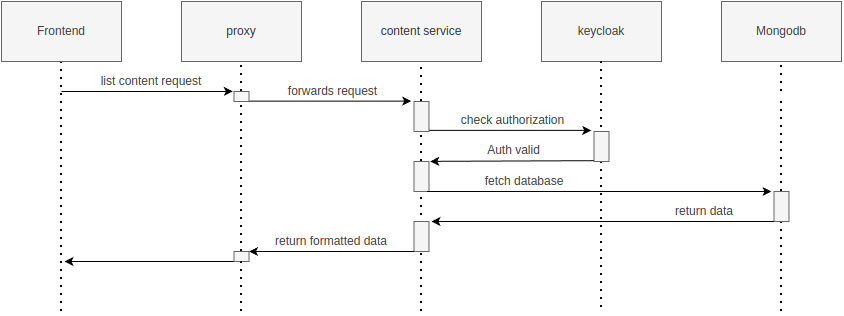 Frontend
proxy
content service
keycloak
Mongodb
list content request
forwards request
check authorization
Auth valid
fetch database
return data
return formatted data